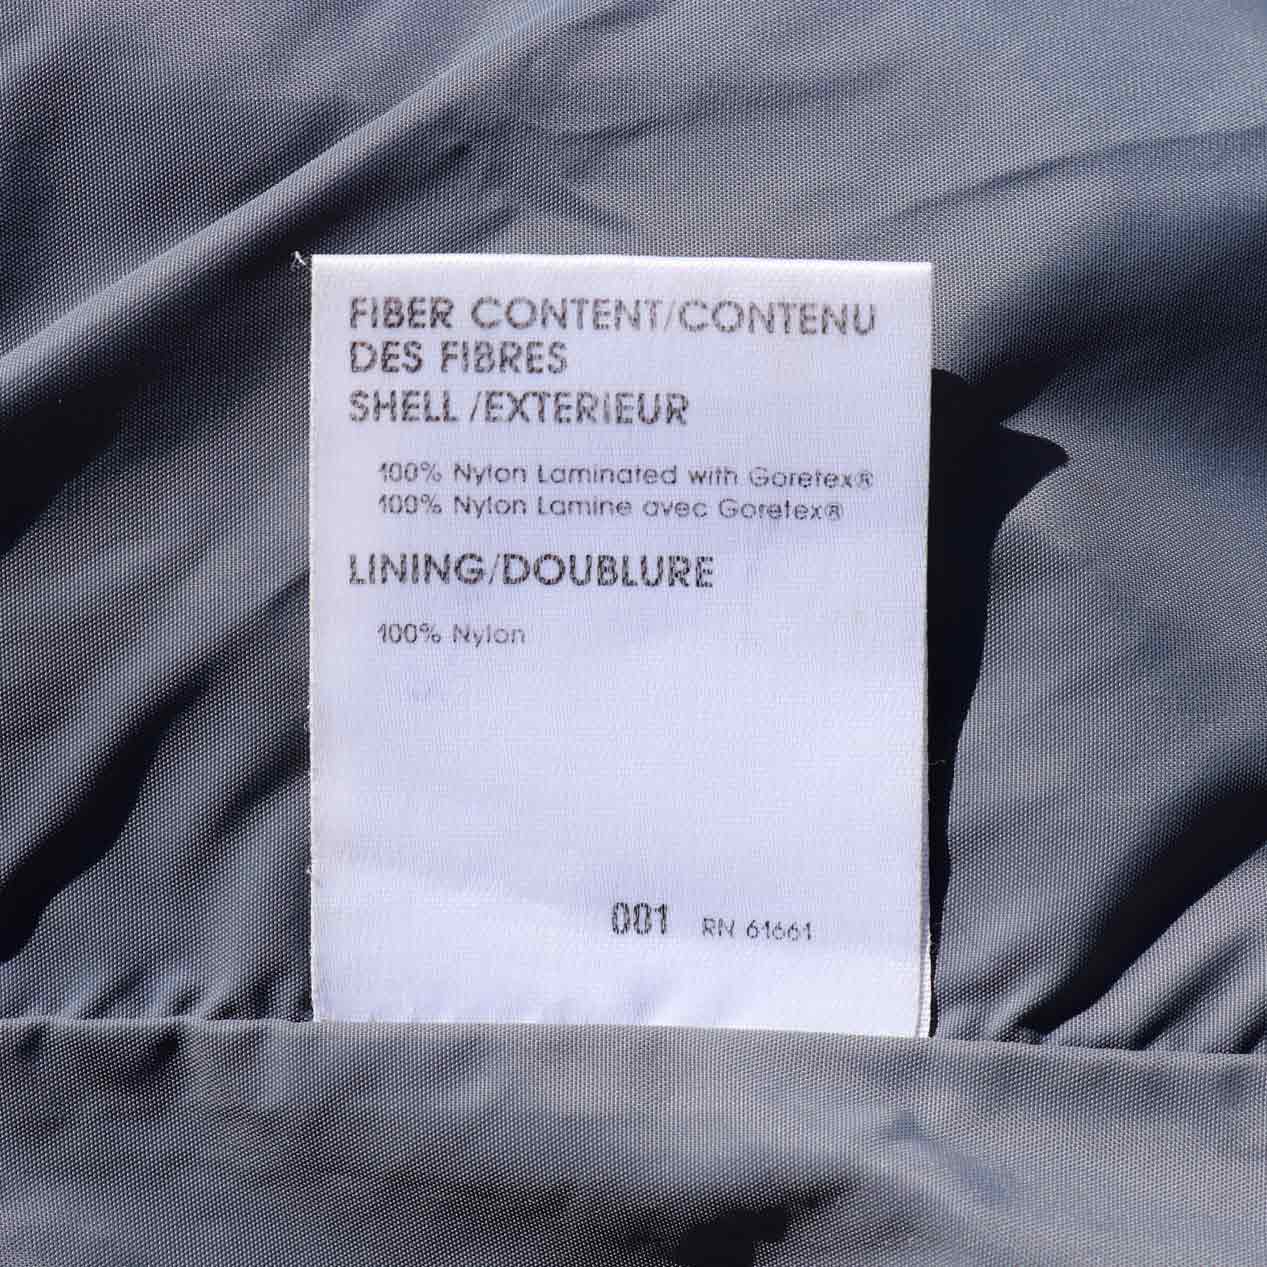 FIBER CONTENT/CONTENU
DES FIBRES
SHELL /EXTERIEUR
100% Nylon Laminated with Goretex®
100% Nylon Lamine avec Goretex®
LINING/DOUBLURE
100% Nylon
001 RN 61661